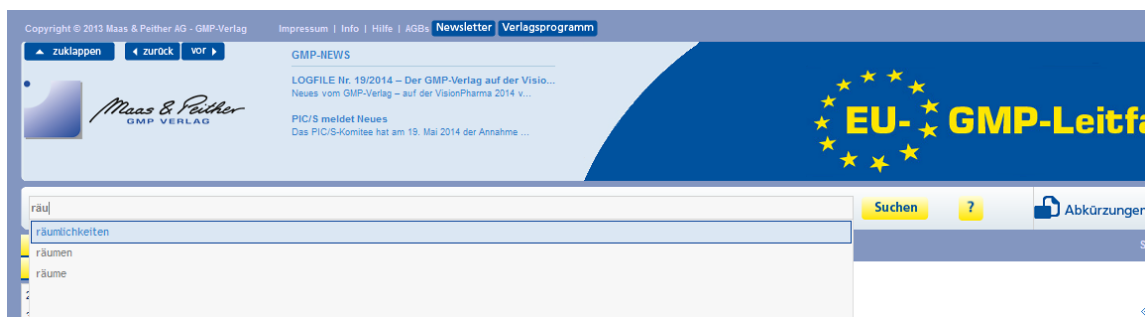 Copyright © 2013 Maas & Peither AG - GMP-Verlag Impressum | Info | Hilfe | AGBs Newsletter Verlagsprogramm
zuklappen zurück vor
GMP-NEWS
LOGFILE Nr. 19/2014 – Der GMP-Verlag auf der Visio...
Neues vom GMP-Verlag – auf der VisionPharma 2014 v...
PIC/S meldet Neues
Das PIC/S-Komitee hat am 19. Mai 2014 der Annahme ...
Maas & Peither
GMP VERLAG
EU- GMP-Leitfa
räu
Suchen ? Abkürzungen
räumlichkeiten
räumen
räume